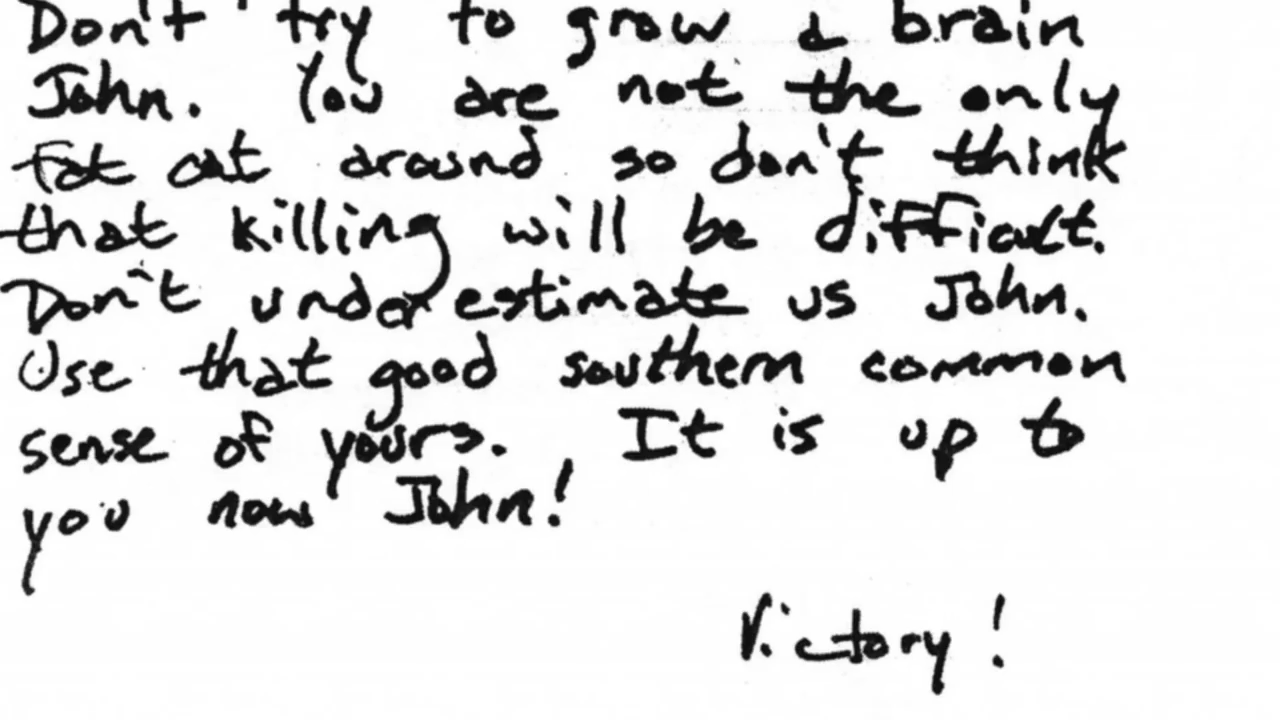 Don't try to grow a brain
John. You are not the only
fat cat around so don't think
that killing will be difficult.
Don't underestimate us John.
Use that good southern common
sense of yours. It is up to
you now John!
Victory!